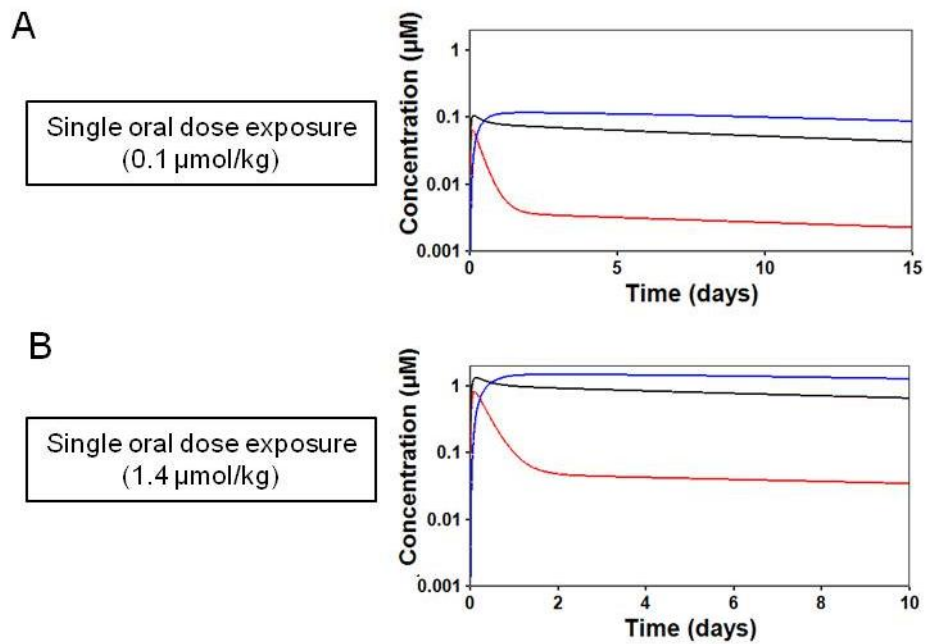 A
Single oral dose exposure
(0.1 µmol/kg)
Concentration (µM)
1
0.1
0.01
0.001
0
5
10
15
Time (days)
B
Single oral dose exposure
(1.4 µmol/kg)
Concentration (µM)
1
0.1
0.01
0.001
0
2
4
6
8
10
Time (days)